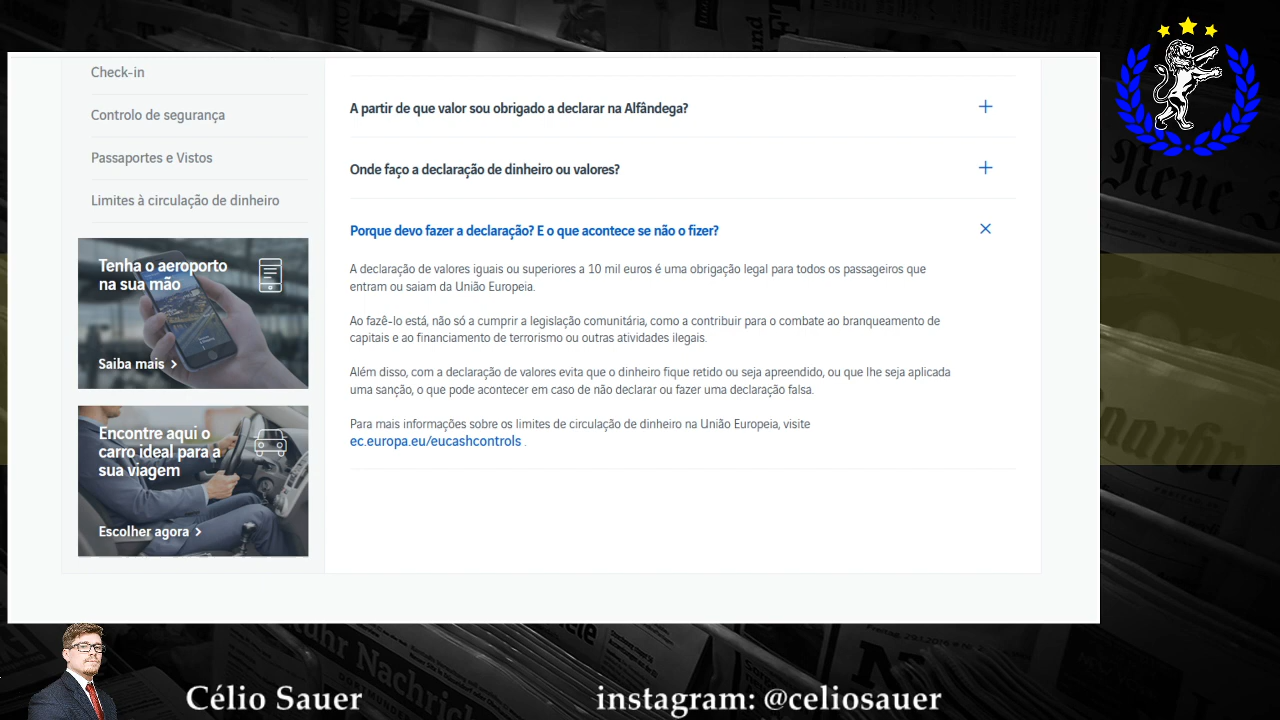 Check-in
Controlo de segurança
Passaportes e Vistos
Limites à circulação de dinheiro
Tenha o aeroporto
na sua mão
Saiba mais >
Encontre aqui o
carro ideal para a
sua viagem
Escolher agora >
A partir de que valor sou obrigado a declarar na Alfândega?
Onde faço a declaração de dinheiro ou valores?
Porque devo fazer a declaração? E o que acontece se não o fizer?
A declaração de valores iguais ou superiores a 10 mil euros é uma obrigação legal para todos os passageiros que
entram ou saiam da União Europeia.
Ao fazê-lo está, não só a cumprir a legislação comunitária, como a contribuir para o combate ao branqueamento de
capitais e ao financiamento de terrorismo ou outras atividades ilegais.
Além disso, com a declaração de valores evita que o dinheiro fique retido ou seja apreendido, ou que lhe seja aplicada
uma sanção, o que pode acontecer em caso de não declarar ou fazer uma declaração falsa.
Para mais informações sobre os limites de circulação de dinheiro na União Europeia, visite
ec.europa.eu/eucashcontrols .
Célio Sauer
instagram: @celiosauer